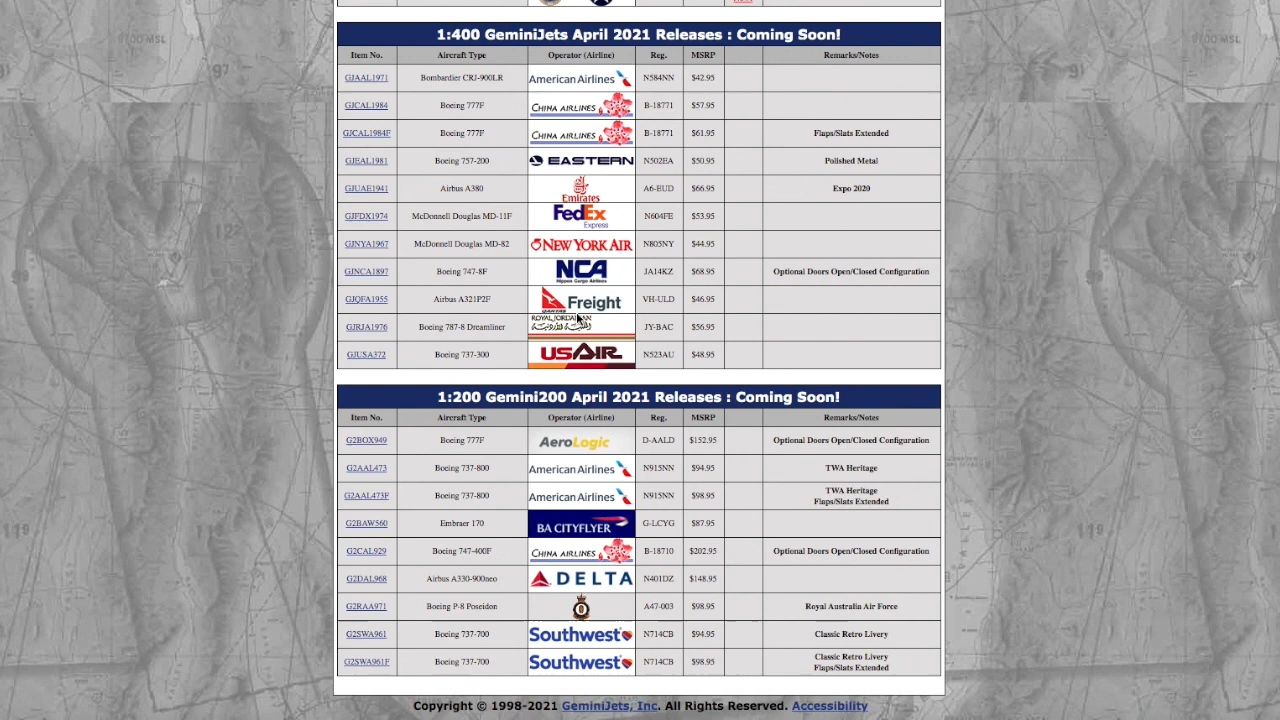 1:400 GeminiJets April 2021 Releases : Coming Soon!
Item No. Aircraft Type Operator (Airline) Reg. MSRP Remarks/Notes
GJAAL1971 Bombardier CRJ-900LR American Airlines N584NN $42.95
GJCAL1984 Boeing 777F CHINA AIRLINES B-18771 $57.95
GJCAL1984F Boeing 777F CHINA AIRLINES B-18771 $61.95 Flaps/Slats Extended
GJEAL1981 Boeing 757-200 EASTERN N502EA $50.95 Polished Metal
GJUAE1941 Airbus A380 Emirates A6-EUD $66.95 Expo 2020
GJFDX1974 McDonnell Douglas MD-11F FedEx Express N604FE $53.95
GJNYA1967 McDonnell Douglas MD-82 NEW YORK AIR N805NY $44.95
GJNCA1897 Boeing 747-8F NCA Nippon Cargo Airlines JA14KZ $68.95 Optional Doors Open/Closed Configuration
GJQFA1955 Airbus A321P2F QANTAS Freight VH-ULD $46.95
GJRJA1976 Boeing 787-8 Dreamliner ROYAL JORDANIAN JY-BAC $56.95
GJUSA372 Boeing 737-300 USAIR N523AU $48.95
1:200 Gemini200 April 2021 Releases : Coming Soon!
Item No. Aircraft Type Operator (Airline) Reg. MSRP Remarks/Notes
G2BOX949 Boeing 777F AeroLogic D-AALD $152.95 Optional Doors Open/Closed Configuration
G2AAL473 Boeing 737-800 American Airlines N915NN $94.95 TWA Heritage
G2AAL473F Boeing 737-800 American Airlines N915NN $98.95 TWA Heritage
Flaps/Slats Extended
G2BAW560 Embraer 170 BA CITYFLYER G-LCYG $87.95
G2CAL929 Boeing 747-400F CHINA AIRLINES B-18710 $202.95 Optional Doors Open/Closed Configuration
G2DAL968 Airbus A330-900neo DELTA N401DZ $148.95
G2RAA971 Boeing P-8 Poseidon A47-003 $98.95 Royal Australia Air Force
G2SWA961 Boeing 737-700 Southwest N714CB $94.95 Classic Retro Livery
G2SWA961F Boeing 737-700 Southwest N714CB $98.95 Classic Retro Livery
Flaps/Slats Extended
Copyright © 1998-2021 GeminiJets, Inc. All Rights Reserved. Accessibility